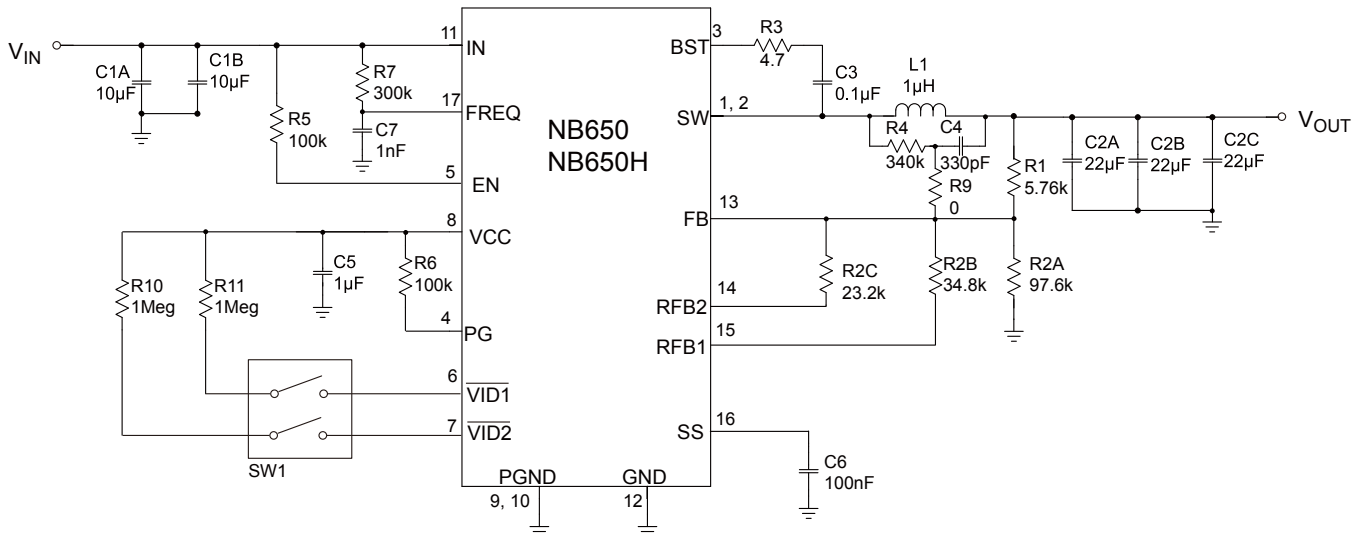 VIN
C1A
10µF
C1B
10µF
R7
300k
R5
100k
C7
1nF
11
IN
17
FREQ
5
EN
8
VCC
C5
1µF
R6
100k
R10
1Meg
R11
1Meg
4
PG
6
VID1
7
VID2
SW1
NB650
NB650H
PGND
9, 10
GND
12
3
BST
R3
4.7
C3
0.1µF
L1
1µH
1, 2
SW
R4
340k
C4
330pF
R9
0
R1
5.76k
C2A
22µF
C2B
22µF
C2C
22µF
VOUT
13
FB
R2C
23.2k
R2B
34.8k
R2A
97.6k
14
RFB2
15
RFB1
16
SS
C6
100nF